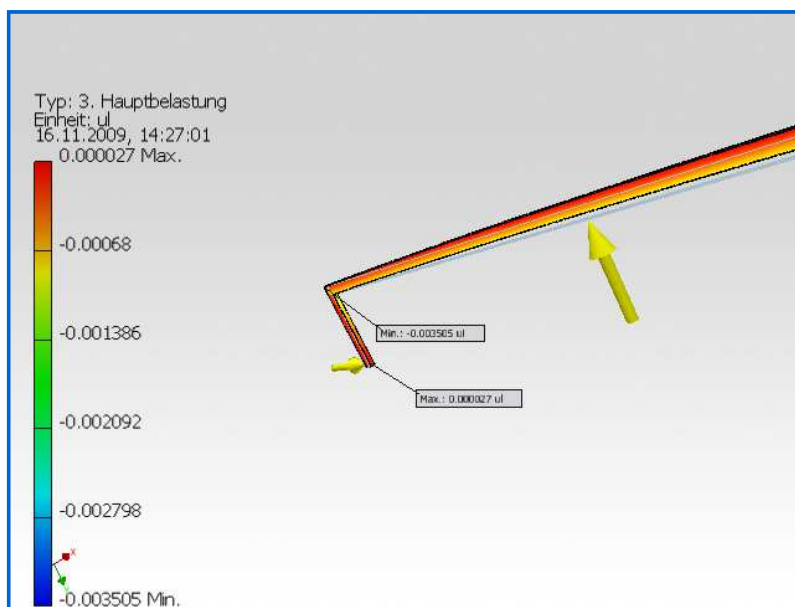 Typ: 3. Hauptbelastung
Einheit: ul
16.11.2009, 14:27:01
0.000027 Max.
-0.00068
-0.001386
-0.002092
-0.002798
-0.003505 Min.
Min.: -0.003505 ul
Max.: 0.000027 ul
X